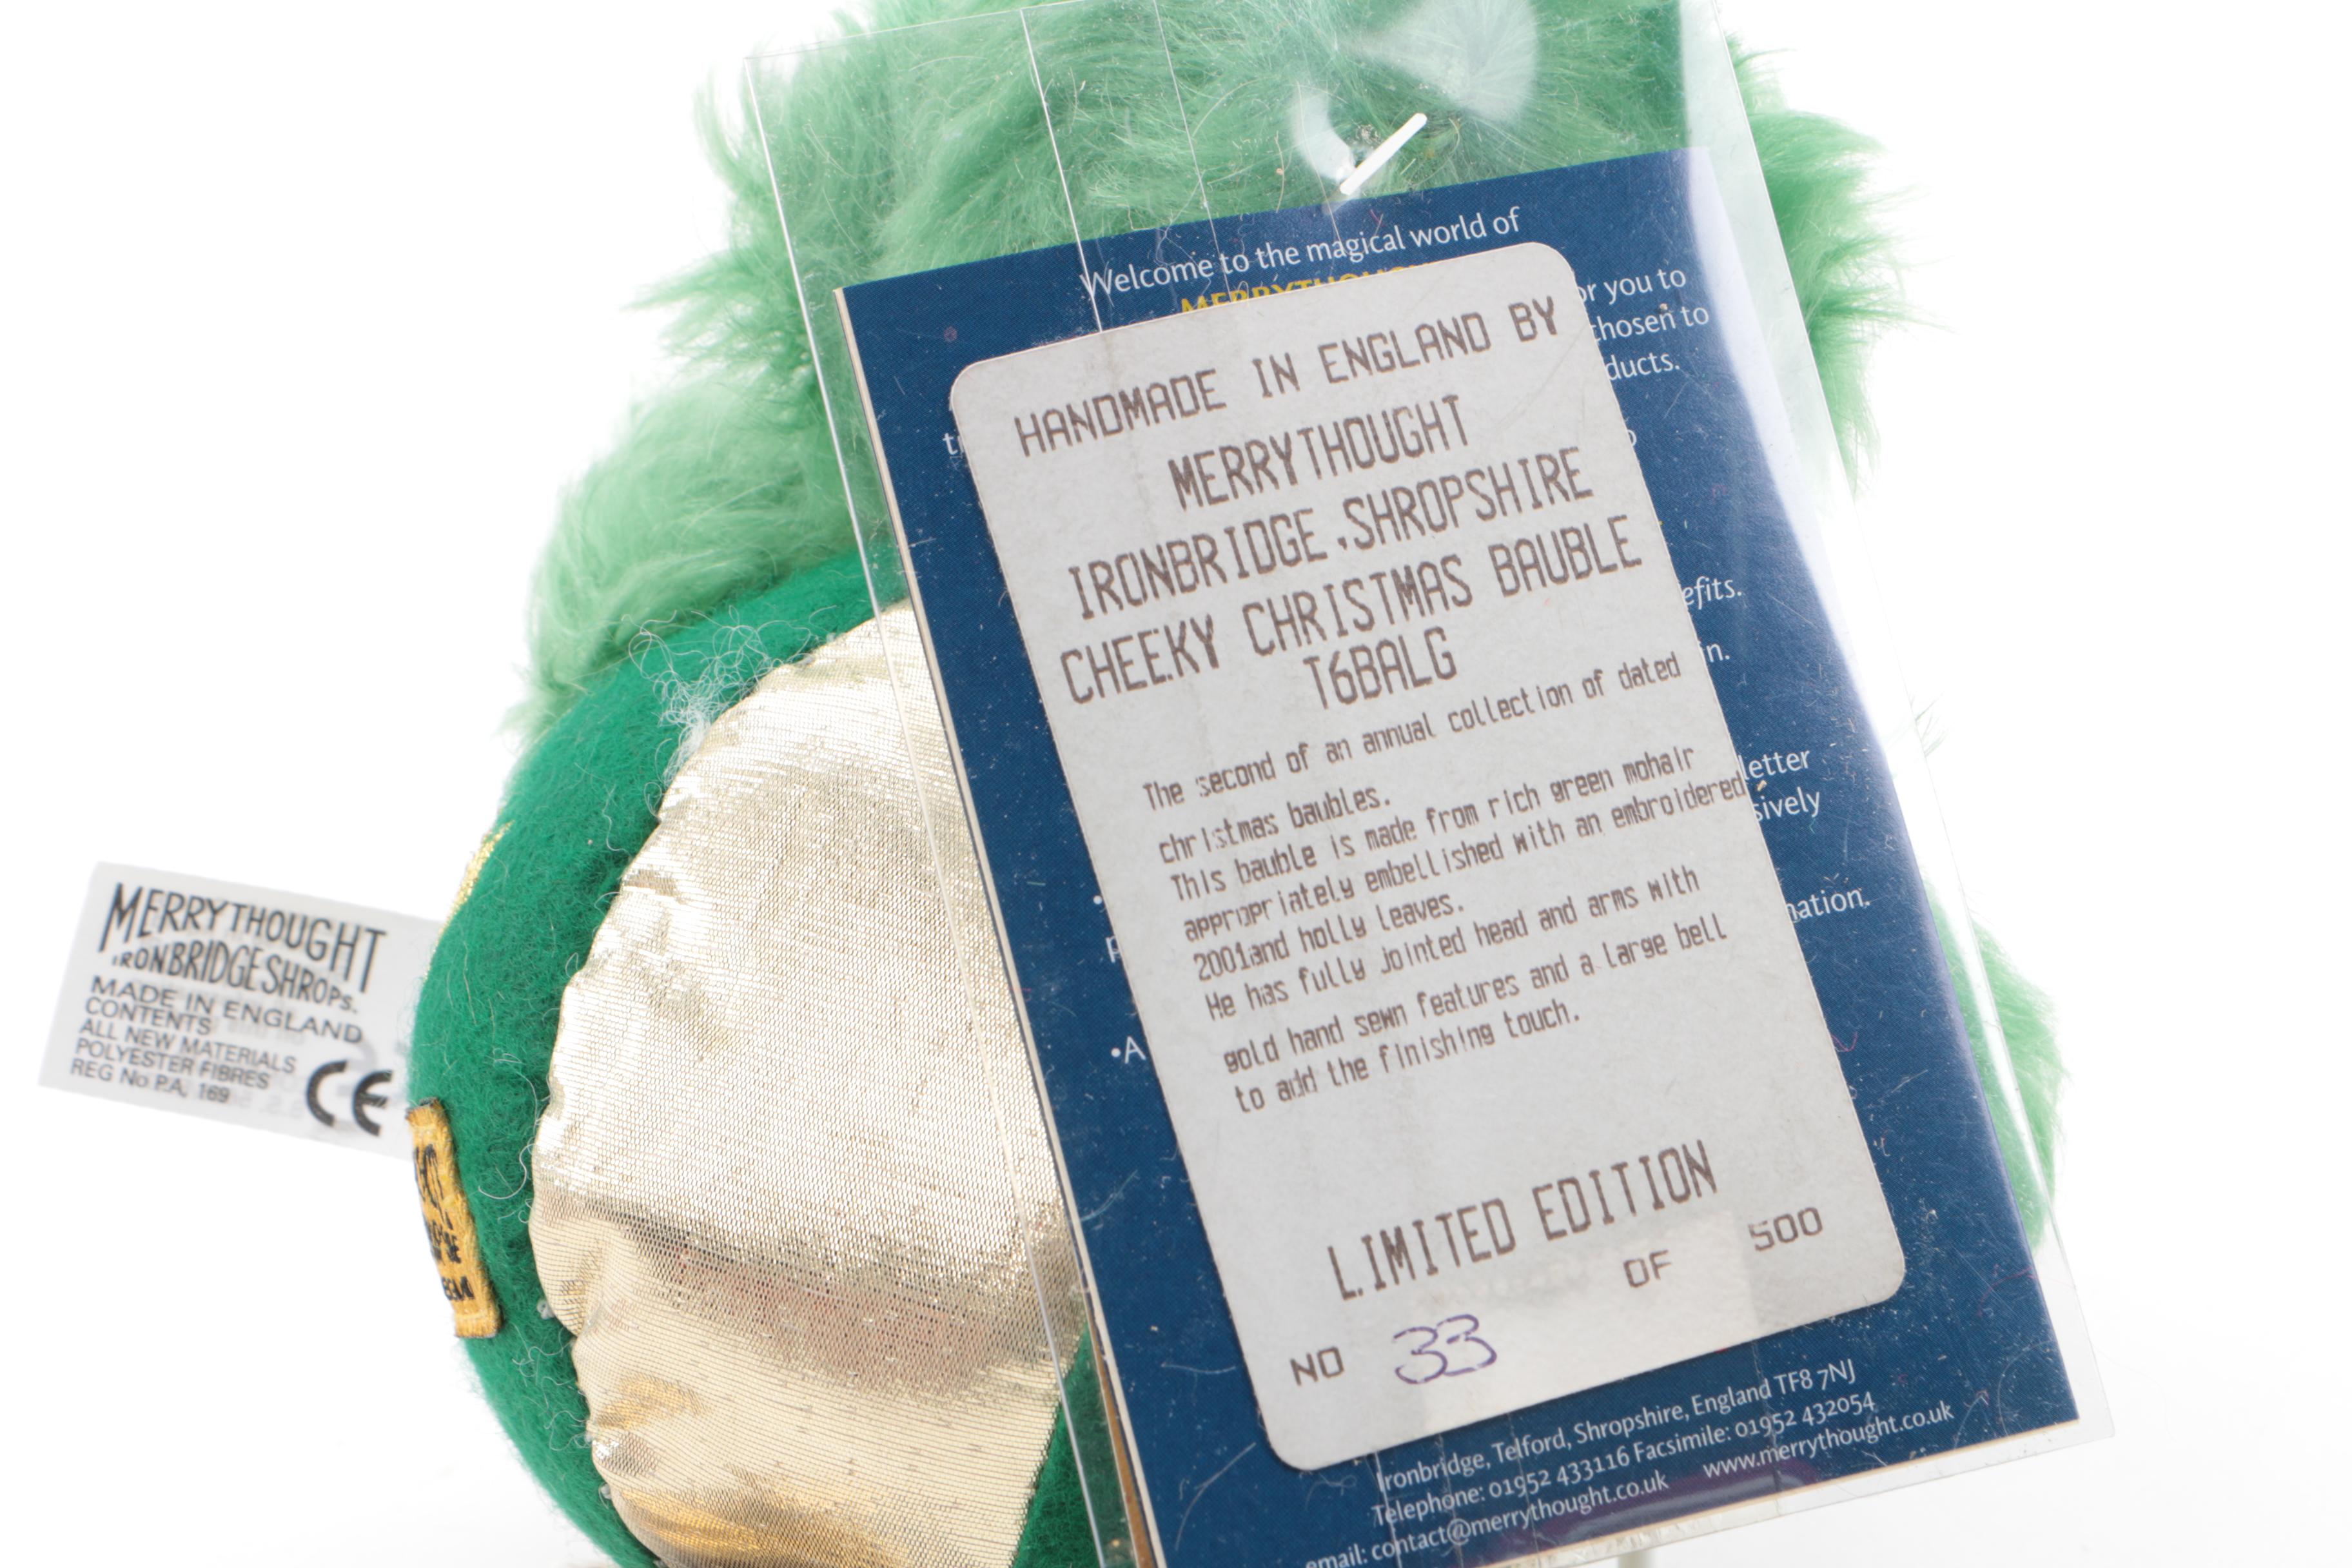 Welcome to the magical world of
MERRYTHOUGHT
or you to
chosen to
ducts.
efits.
in.
letter
sively
mation.
HANDMADE IN ENGLAND BY
MERRYTHOUGHT
IRONBRIDGE,SHROPSHIRE
CHEEKY CHRISTMAS BAUBLE
T6BALG
The second of an annual collection of dated
christmas baubles.
This bauble is made from rich green mohair
appropriately embellished with an embroidered
2001and holly leaves.
He has fully jointed head and arms with
gold hand sewn features and a large bell
to add the finishing touch.
LIMITED EDITION
NO 33 OF 500
Ironbridge, Telford, Shropshire, England TF8 7NJ
Telephone: 01952 433116 Facsimile: 01952 432054
email: contact@merrythought.co.uk www.merrythought.co.uk
MERRYTHOUGHT
IRONBRIDGE SHROPS.
MADE IN ENGLAND
CONTENTS
ALL NEW MATERIALS
POLYESTER FIBRES
REG No P.A. 169
CE